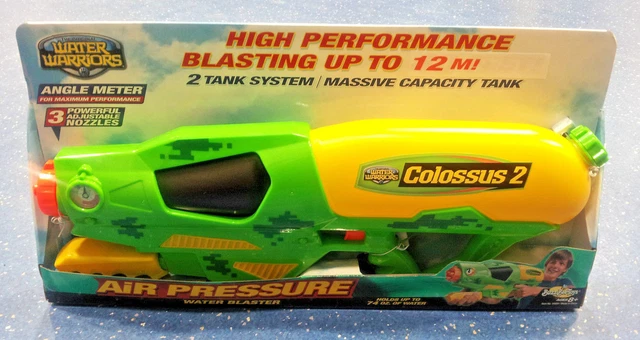 WATER
WARRIORS
HIGH PERFORMANCE
BLASTING UP TO 12 M!
2 TANK SYSTEM / MASSIVE CAPACITY TANK
ANGLE METER
FOR MAXIMUM PERFORMANCE
3 POWERFUL
ADJUSTABLE
NOZZLES
WATER
WARRIORS
Colossus 2
AIR PRESSURE
WATER BLASTER
HOLDS UP TO
74 OZ. OF WATER
AGES 8+